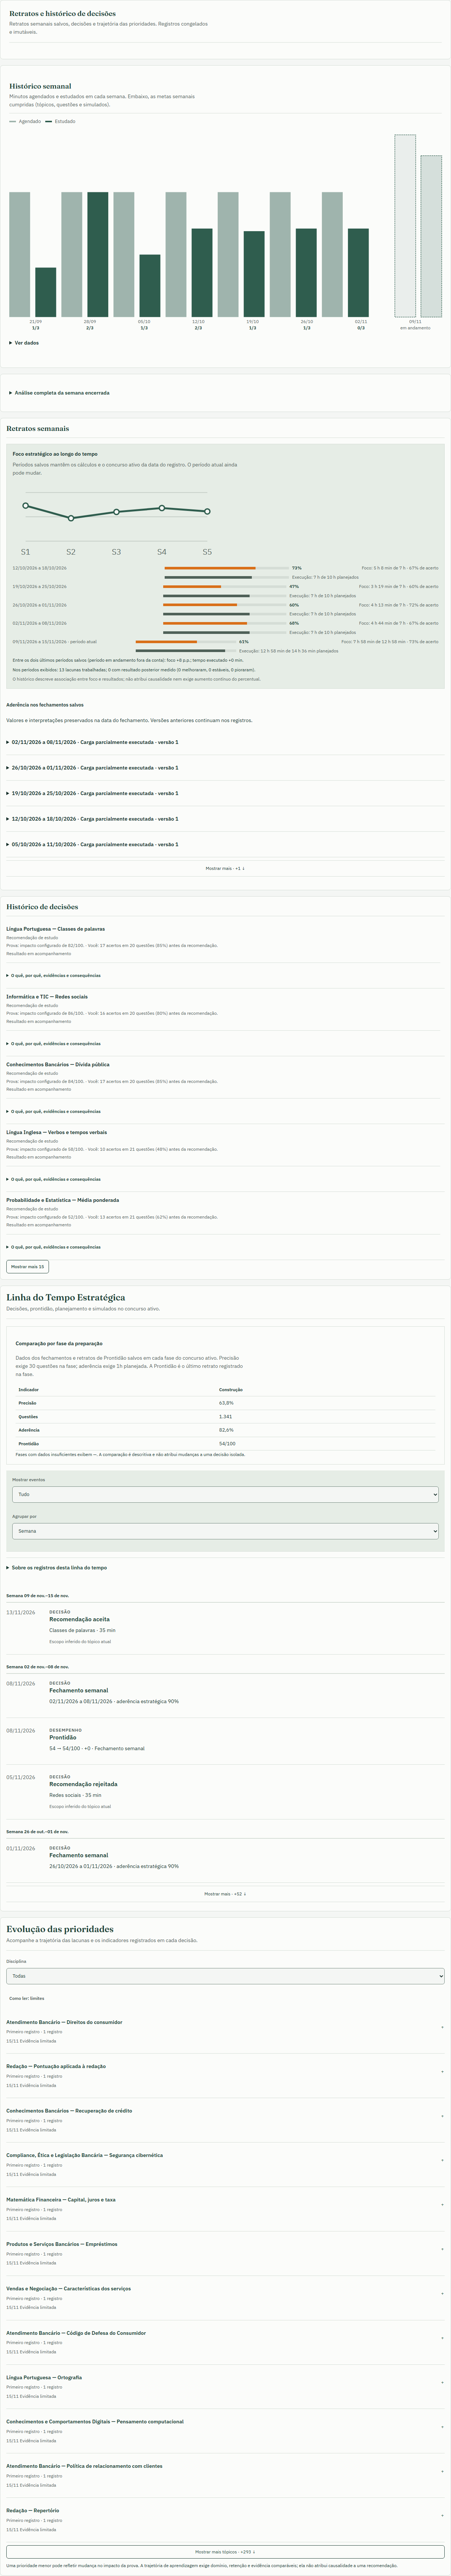 Retratos e histórico de decisões
Retratos semanais salvos, decisões e trajetória das prioridades. Registros congelados
e imutáveis.
Histórico semanal
Minutos agendados e estudados em cada semana. Embaixo, as metas semanais
cumpridas (tópicos, questões e simulados).
Agendado Estudado
21/09 28/09 05/10 12/10 19/10 26/10 02/11 09/11
1/3 2/3 1/3 2/3 1/3 1/3 0/3 em andamento
▶ Ver dados
▶ Análise completa da semana encerrada
Retratos semanais
Foco estratégico ao longo do tempo
Períodos salvos mantêm os cálculos e o concurso ativo da data do registro. O período atual ainda
pode mudar.
S1 S2 S3 S4 S5
12/10/2026 a 18/10/2026 73% Foco: 5 h 8 min de 7 h · 67% de acerto
Execução: 7 h de 10 h planejados
19/10/2026 a 25/10/2026 47% Foco: 3 h 19 min de 7 h · 60% de acerto
Execução: 7 h de 10 h planejados
26/10/2026 a 01/11/2026 60% Foco: 4 h 13 min de 7 h · 72% de acerto
Execução: 7 h de 10 h planejados
02/11/2026 a 08/11/2026 68% Foco: 4 h 44 min de 7 h · 67% de acerto
Execução: 7 h de 10 h planejados
09/11/2026 a 15/11/2026 · período atual 61% Foco: 7 h 58 min de 12 h 58 min · 73% de acerto
Execução: 12 h 58 min de 14 h 36 min planejados
Entre os dois últimos períodos salvos (período em andamento fora da conta): foco +8 p.p.; tempo executado +0 min.
Nos períodos exibidos: 13 lacunas trabalhadas; 0 com resultado posterior medido (0 melhoraram, 0 estáveis, 0 pioraram).
O histórico descreve associação entre foco e resultados; não atribui causalidade nem exige aumento contínuo do percentual.
Aderência nos fechamentos salvos
Valores e interpretações preservados na data do fechamento. Versões anteriores continuam nos registros.
▶ 02/11/2026 a 08/11/2026 · Carga parcialmente executada · versão 1
▶ 26/10/2026 a 01/11/2026 · Carga parcialmente executada · versão 1
▶ 19/10/2026 a 25/10/2026 · Carga parcialmente executada · versão 1
▶ 12/10/2026 a 18/10/2026 · Carga parcialmente executada · versão 1
▶ 05/10/2026 a 11/10/2026 · Carga parcialmente executada · versão 1
Mostrar mais · +1 ↓
Histórico de decisões
Língua Portuguesa — Classes de palavras
Recomendação de estudo
Prova: impacto configurado de 82/100. · Você: 17 acertos em 20 questões (85%) antes da recomendação.
Resultado em acompanhamento
▶ O quê, por quê, evidências e consequências
Informática e TIC — Redes sociais
Recomendação de estudo
Prova: impacto configurado de 86/100. · Você: 16 acertos em 20 questões (80%) antes da recomendação.
Resultado em acompanhamento
▶ O quê, por quê, evidências e consequências
Conhecimentos Bancários — Dívida pública
Recomendação de estudo
Prova: impacto configurado de 84/100. · Você: 17 acertos em 20 questões (85%) antes da recomendação.
Resultado em acompanhamento
▶ O quê, por quê, evidências e consequências
Língua Inglesa — Verbos e tempos verbais
Recomendação de estudo
Prova: impacto configurado de 58/100. · Você: 10 acertos em 21 questões (48%) antes da recomendação.
Resultado em acompanhamento
▶ O quê, por quê, evidências e consequências
Probabilidade e Estatística — Média ponderada
Recomendação de estudo
Prova: impacto configurado de 52/100. · Você: 13 acertos em 21 questões (62%) antes da recomendação.
Resultado em acompanhamento
▶ O quê, por quê, evidências e consequências
Mostrar mais 15
Linha do Tempo Estratégica
Decisões, prontidão, planejamento e simulados no concurso ativo.
Comparação por fase da preparação
Dados dos fechamentos e retratos de Prontidão salvos em cada fase do concurso ativo. Precisão
exige 30 questões na fase; aderência exige 1h planejada. A Prontidão é o último retrato registrado
na fase.
Indicador Construção
Precisão 63,8%
Questões 1.341
Aderência 82,6%
Prontidão 54/100
Fases com dados insuficientes exibem —. A comparação é descritiva e não atribui mudanças a uma decisão isolada.
Mostrar eventos
Tudo
Agrupar por
Semana
▶ Sobre os registros desta linha do tempo
Semana 09 de nov.–15 de nov.
13/11/2026 DECISÃO
Recomendação aceita
Classes de palavras · 35 min
Escopo inferido do tópico atual
Semana 02 de nov.–08 de nov.
08/11/2026 DECISÃO
Fechamento semanal
02/11/2026 a 08/11/2026 · aderência estratégica 90%
08/11/2026 DESEMPENHO
Prontidão
54 — 54/100 · +0 · Fechamento semanal
05/11/2026 DECISÃO
Recomendação rejeitada
Redes sociais · 35 min
Escopo inferido do tópico atual
Semana 26 de out.–01 de nov.
01/11/2026 DECISÃO
Fechamento semanal
26/10/2026 a 01/11/2026 · aderência estratégica 90%
Mostrar mais · +52 ↓
Evolução das prioridades
Acompanhe a trajetória das lacunas e os indicadores registrados em cada decisão.
Disciplina
Todas
Como ler: limites
Atendimento Bancário — Direitos do consumidor
Primeiro registro · 1 registro
15/11 Evidência limitada
+
Redação — Pontuação aplicada à redação
Primeiro registro · 1 registro
15/11 Evidência limitada
+
Conhecimentos Bancários — Recuperação de crédito
Primeiro registro · 1 registro
15/11 Evidência limitada
+
Compliance, Ética e Legislação Bancária — Segurança cibernética
Primeiro registro · 1 registro
15/11 Evidência limitada
+
Matemática Financeira — Capital, juros e taxa
Primeiro registro · 1 registro
15/11 Evidência limitada
+
Produtos e Serviços Bancários — Empréstimos
Primeiro registro · 1 registro
15/11 Evidência limitada
+
Vendas e Negociação — Características dos serviços
Primeiro registro · 1 registro
15/11 Evidência limitada
+
Atendimento Bancário — Código de Defesa do Consumidor
Primeiro registro · 1 registro
15/11 Evidência limitada
+
Língua Portuguesa — Ortografia
Primeiro registro · 1 registro
15/11 Evidência limitada
+
Conhecimentos e Comportamentos Digitais — Pensamento computacional
Primeiro registro · 1 registro
15/11 Evidência limitada
+
Atendimento Bancário — Política de relacionamento com clientes
Primeiro registro · 1 registro
15/11 Evidência limitada
+
Redação — Repertório
Primeiro registro · 1 registro
15/11 Evidência limitada
+
Mostrar mais tópicos · +293 ↓
Uma prioridade menor pode refletir mudança no impacto da prova. A trajetória de aprendizagem exige domínio, retenção e evidência comparáveis; ela não atribui causalidade a uma recomendação.